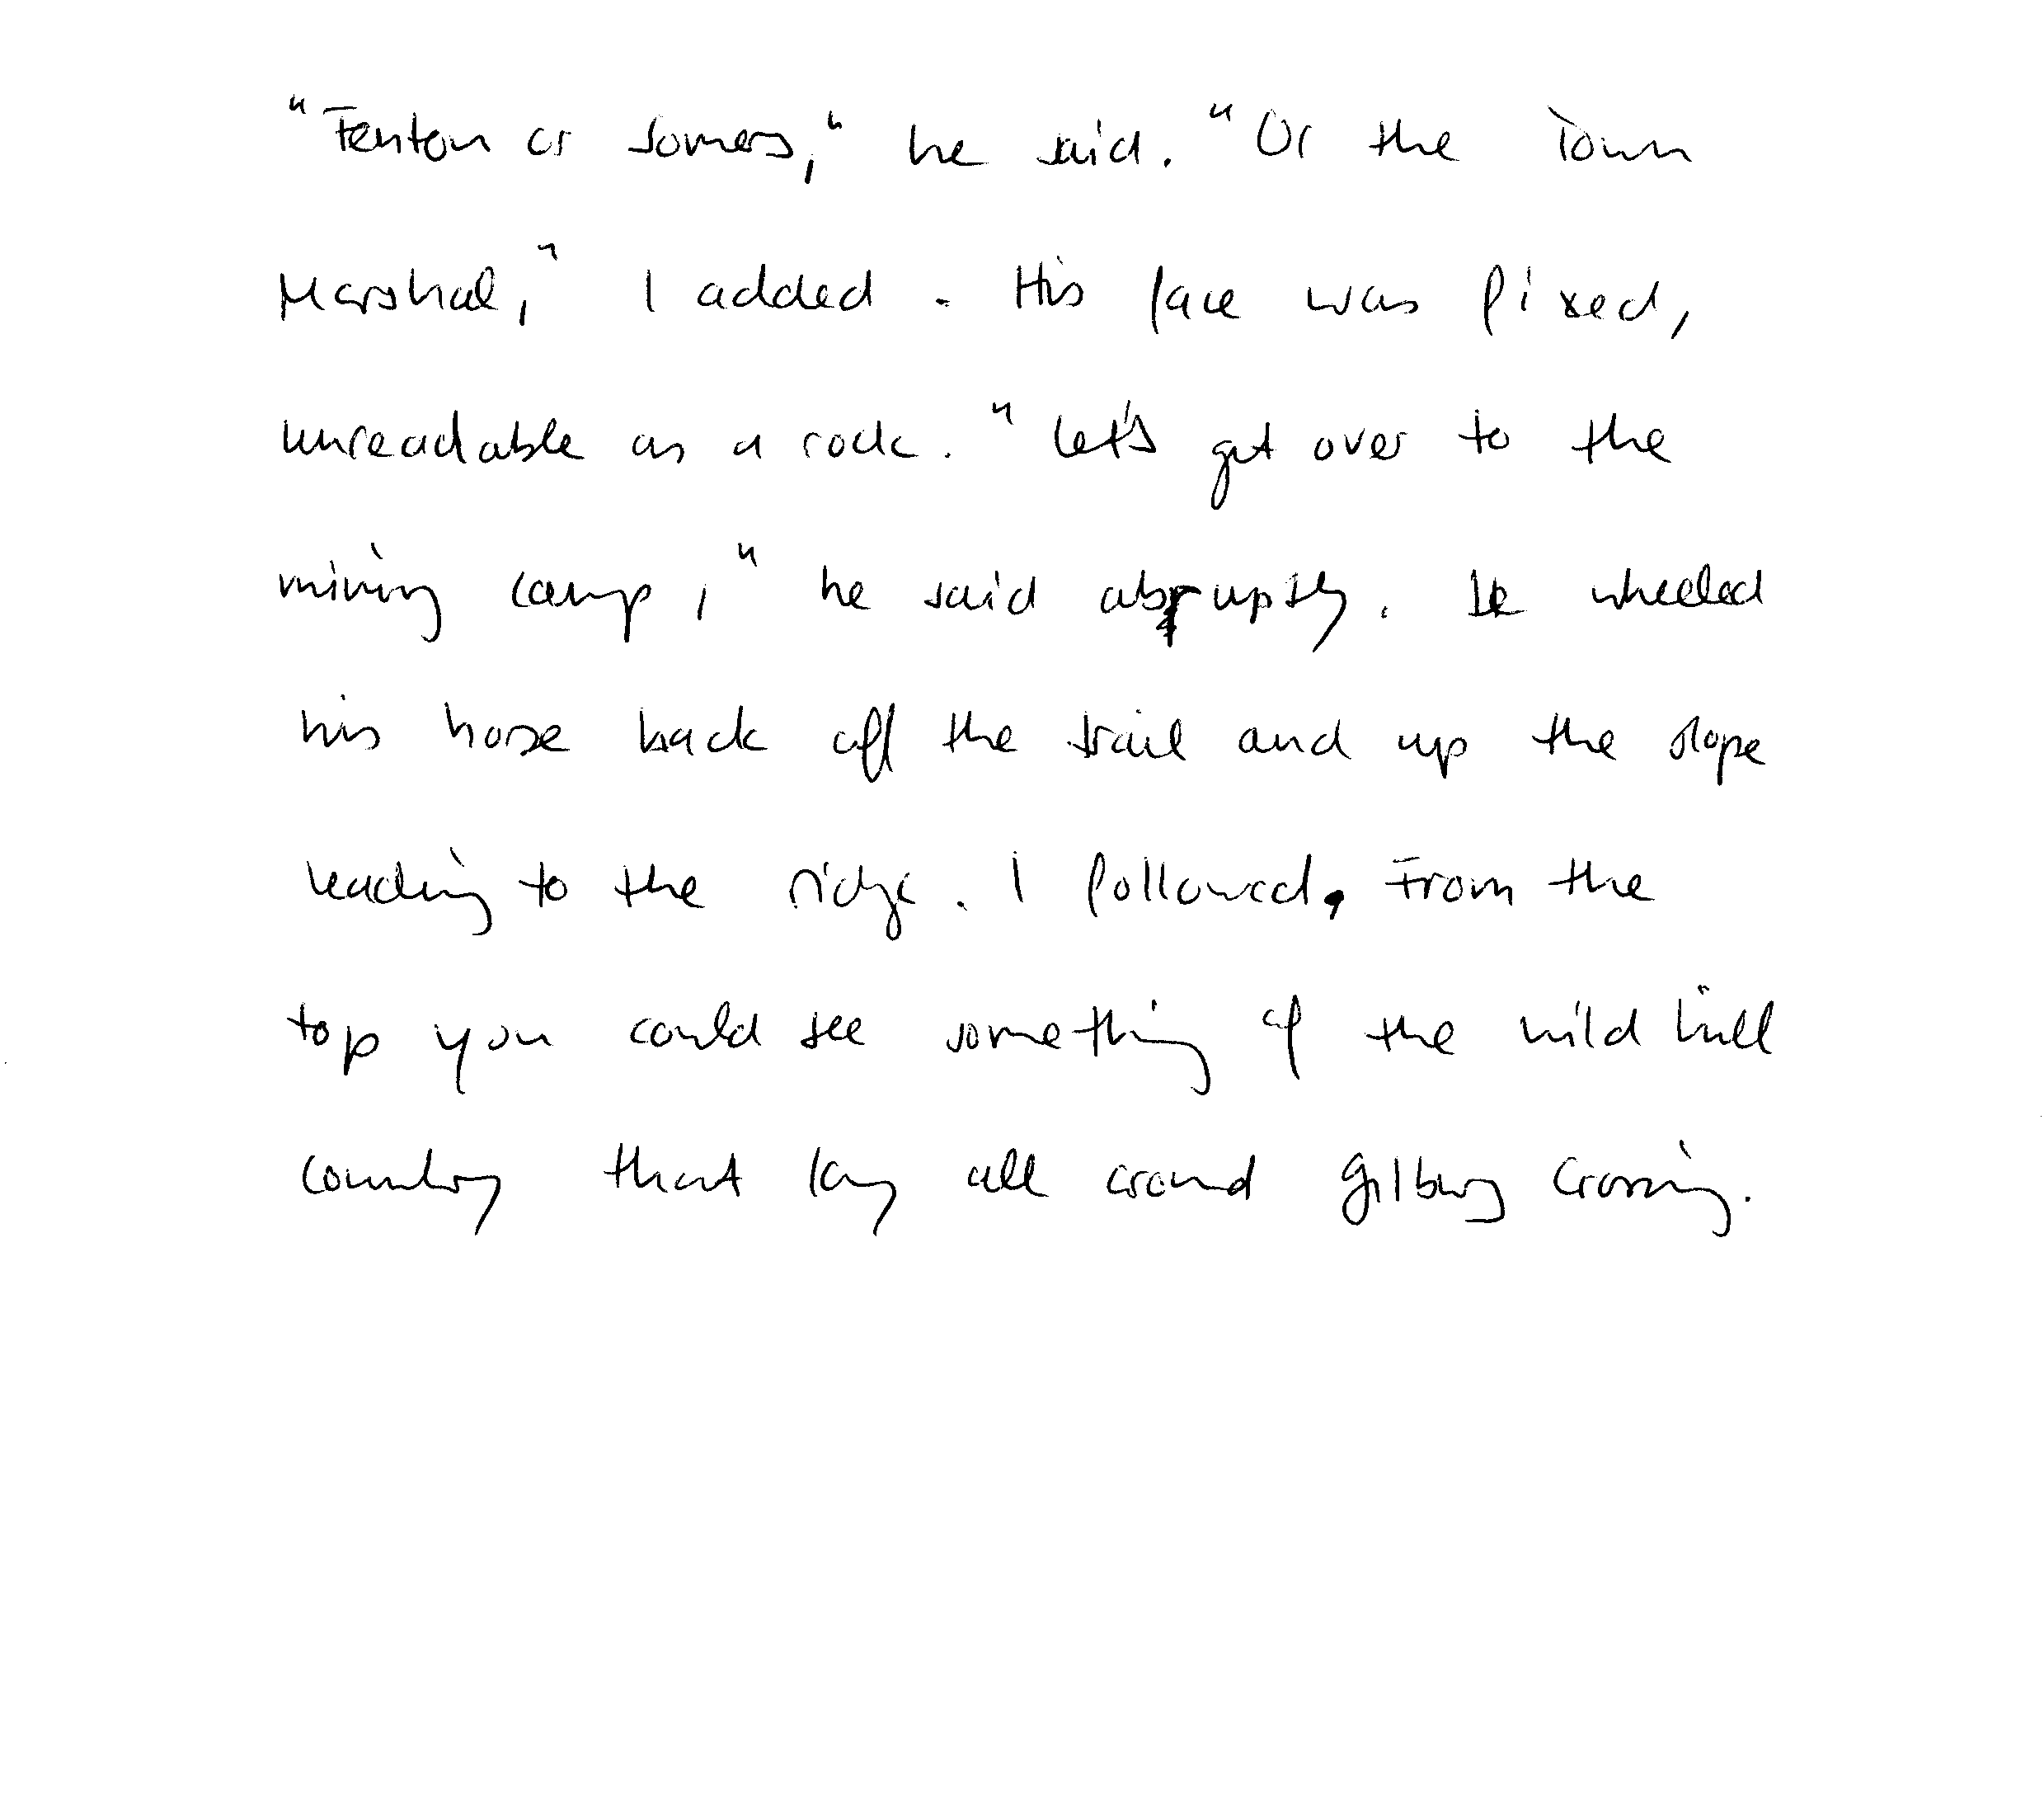 "Fenton or Somers," he said. "Or the Town
Marshal," I added. His face was fixed,
unreadable as a rock. "Let's get over to the
mining camp," he said abruptly. He wheeled
his horse back off the trail and up the slope
leading to the ridge. I followed. From the
top you could see something of the wild hill
country that lay all around Gilburg Crossing.